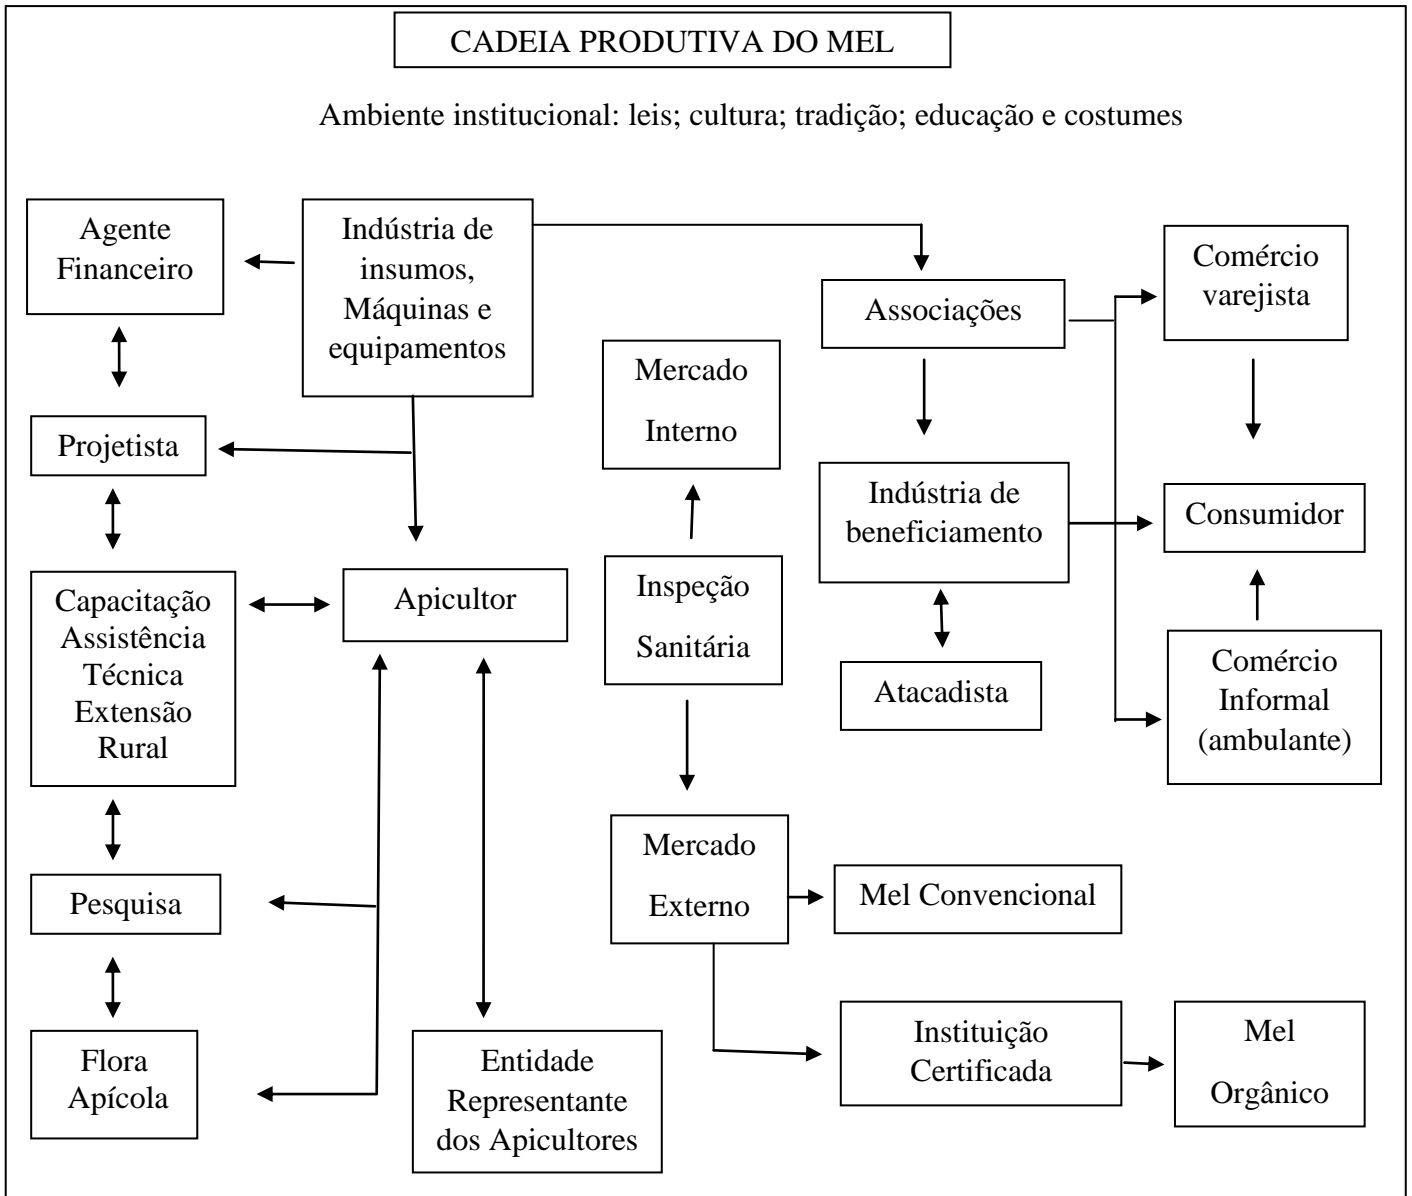 CADEIA PRODUTIVA DO MEL
Ambiente institucional: leis; cultura; tradição; educação e costumes
Agente
Financeiro
Indústria de
insumos,
Máquinas e
equipamentos
Associações
Comércio
varejista
Mercado
Interno
Projetista
Indústria de
beneficiamento
Consumidor
Capacitação
Assistência
Técnica
Extensão
Rural
Apicultor
Inspeção
Sanitária
Atacadista
Comércio
Informal
(ambulante)
Pesquisa
Mercado
Externo
Mel Convencional
Flora
Apícola
Entidade
Representante
dos Apicultores
Instituição
Certificada
Mel
Orgânico